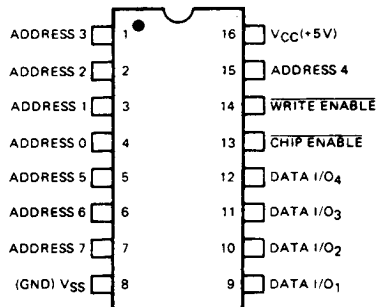 ADDRESS 3 1 16 VCC(+5V)
ADDRESS 2 2 15 ADDRESS 4
ADDRESS 1 3 14 WRITE ENABLE
ADDRESS 0 4 13 CHIP ENABLE
ADDRESS 5 5 12 DATA I/O4
ADDRESS 6 6 11 DATA I/O3
ADDRESS 7 7 10 DATA I/O2
(GND) VSS 8 9 DATA I/O1